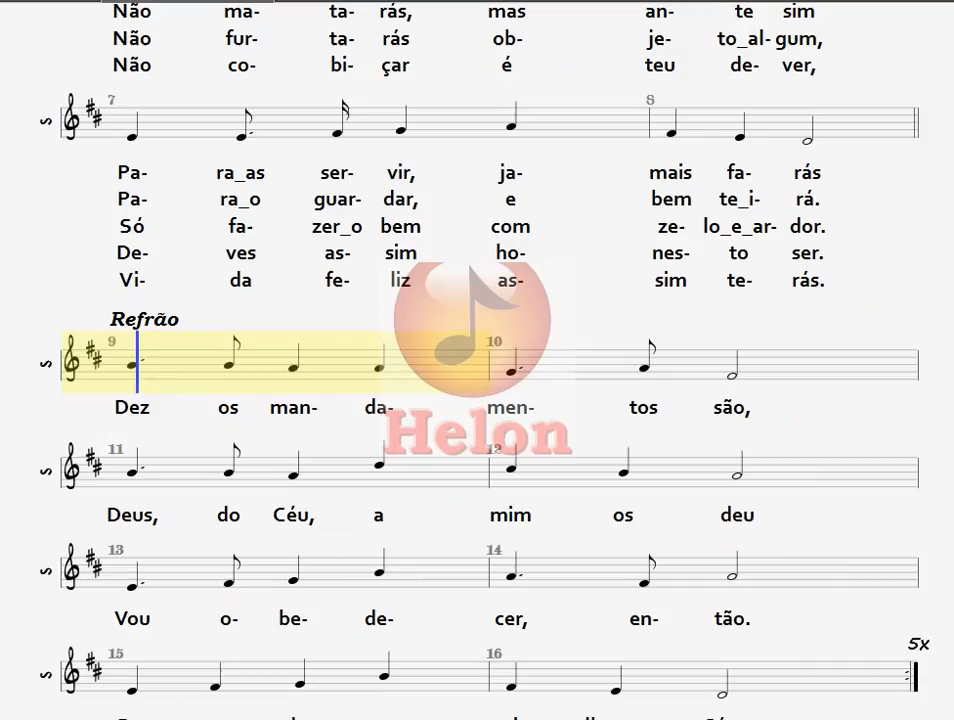 Não ma- ta- rás, mas an- te sim
Não fur- ta- rás ob- je- to_al- gum,
Não co- bi- çar é teu de- ver,
7 8
S
Pa- ra_as ser- vir, ja- mais fa- rás
Pa- ra_o guar- dar, e bem te_i- rá.
Só fa- zer_o bem com ze- lo_e_ar- dor.
De- ves as- sim ho- nes- to ser.
Vi- da fe- liz as- sim te- rás.
Refrão
9 10
S
Dez os man- da- men- tos são,
Helon
11 12
S
Deus, do Céu, a mim os deu
13 14
S
Vou o- be- de- cer, en- tão.
5x
15 16
S